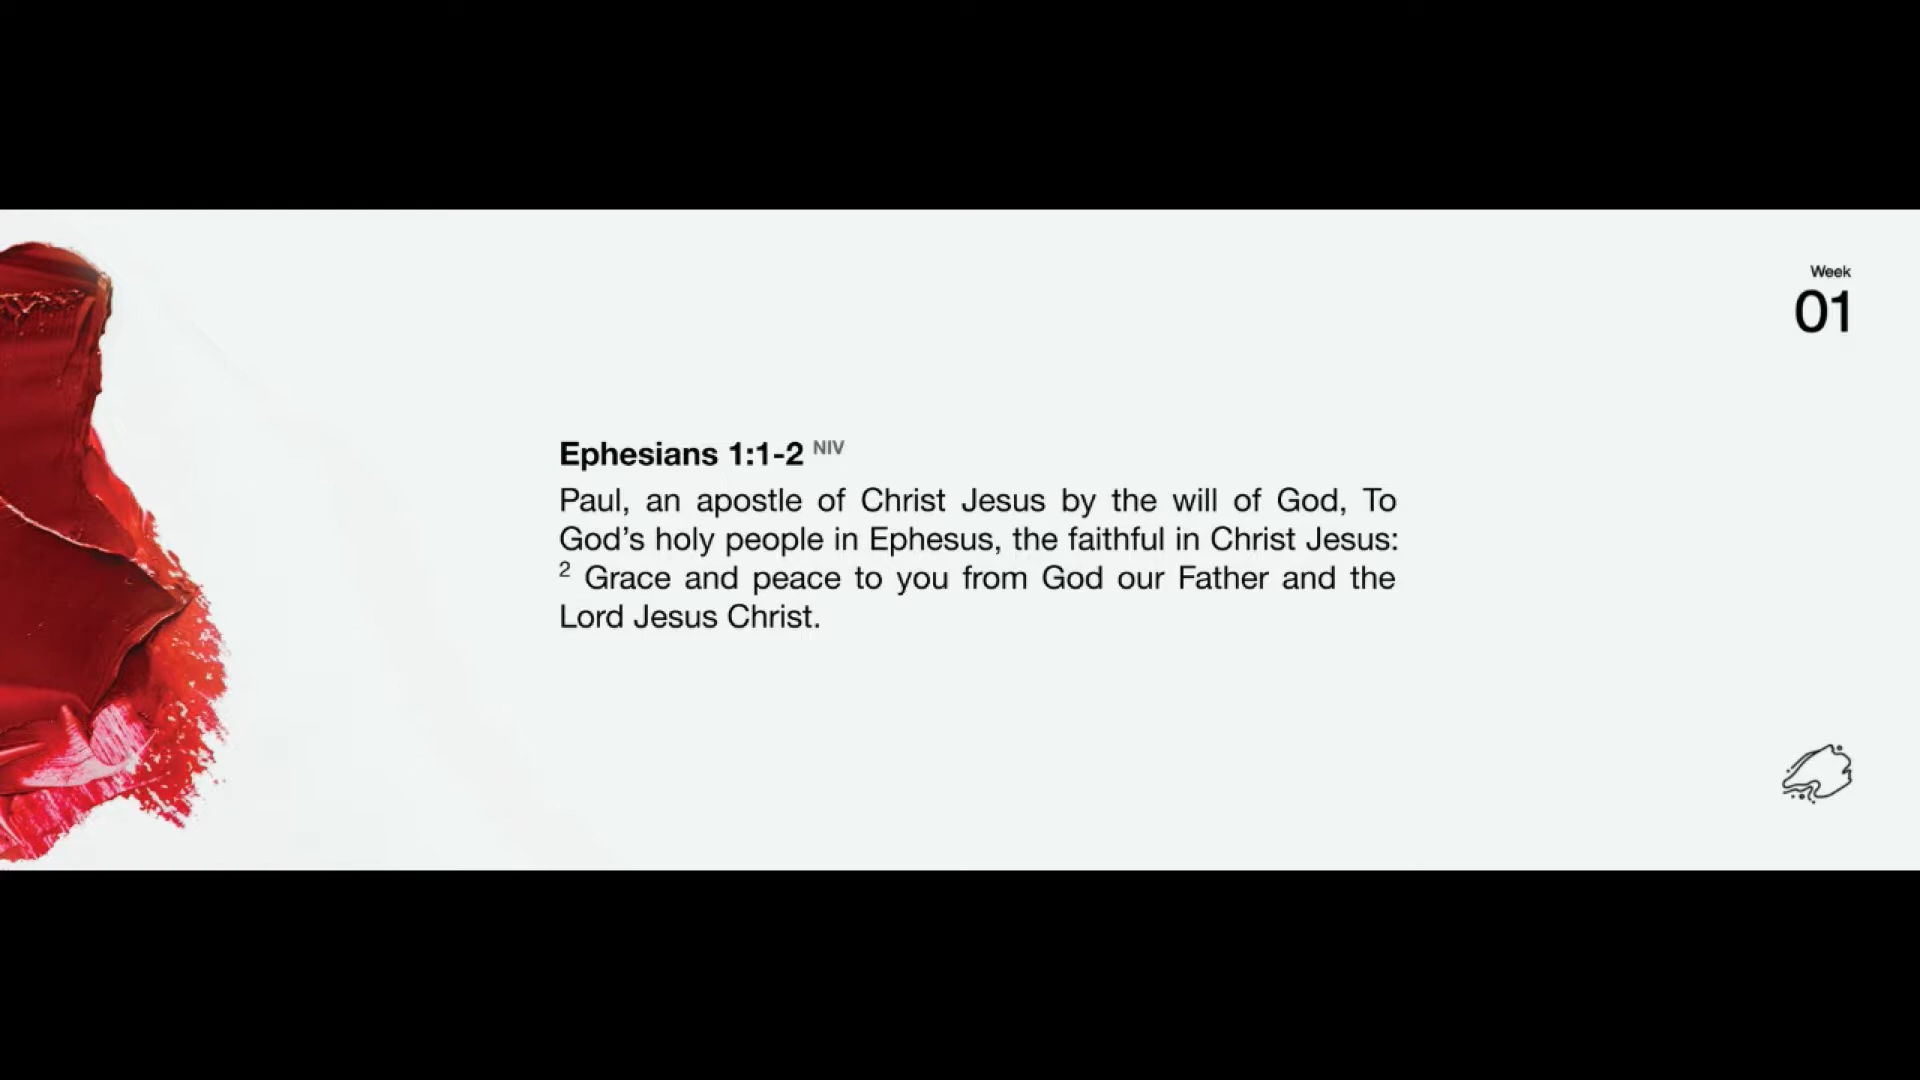 Week
01
Ephesians 1:1-2 NIV
Paul, an apostle of Christ Jesus by the will of God, To
God’s holy people in Ephesus, the faithful in Christ Jesus:
2 Grace and peace to you from God our Father and the
Lord Jesus Christ.